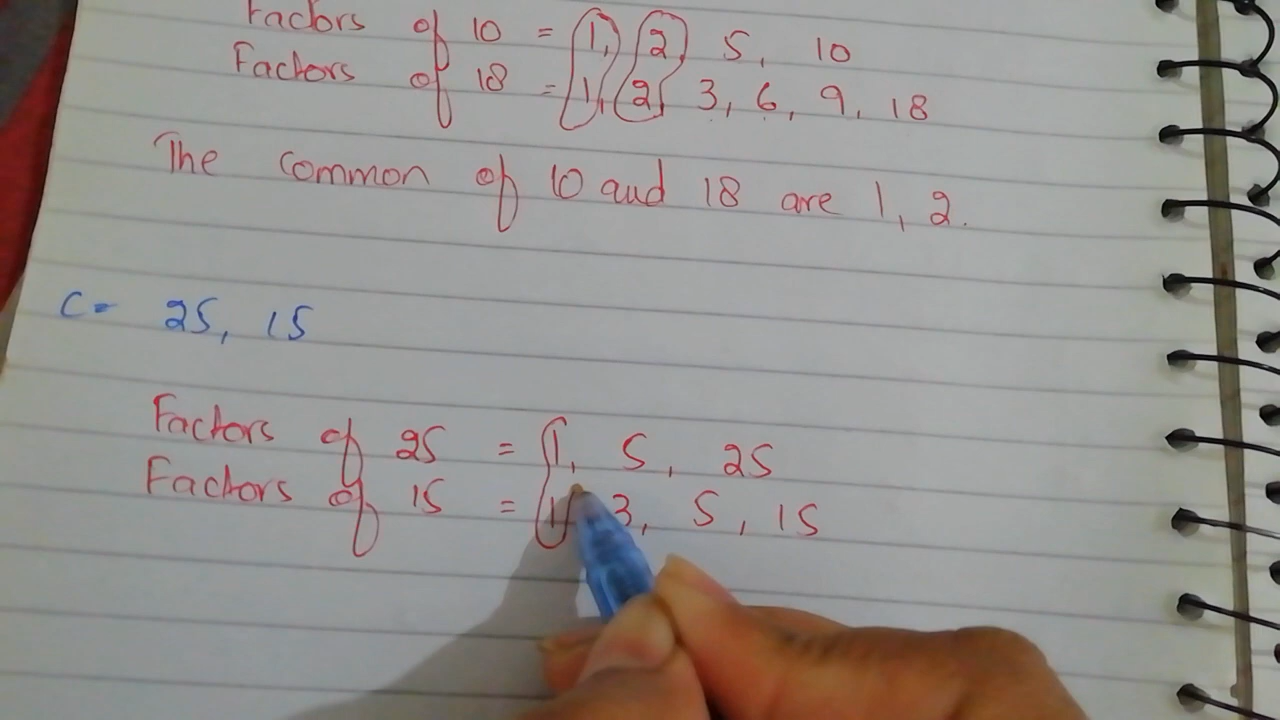 Factors of 10 = 1, 2, 5, 10
Factors of 18 = 1, 2, 3, 6, 9, 18
The common of 10 and 18 are 1, 2.
C= 25, 15
Factors of 25 = 1, 5, 25
Factors of 15 = 1, 3, 5, 15